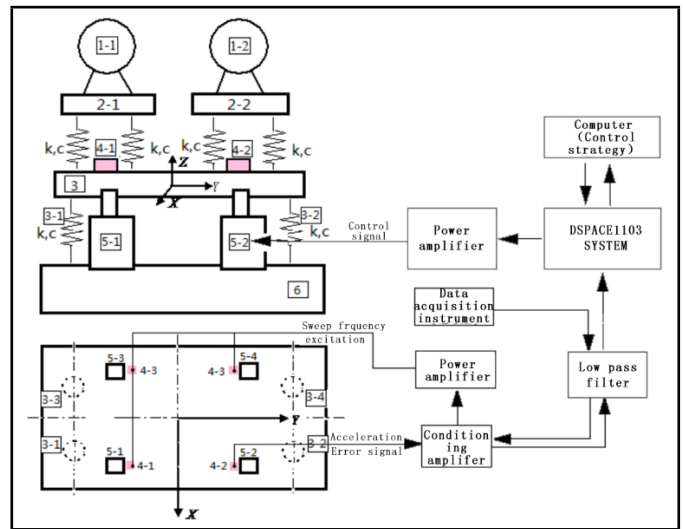 1-1
1-2
2-1
2-2
k,c
4-1
k,c
k,c
4-2
k,c
Z
3
Y
X
3-1
k,c
5-1
5-2
3-2
k,c
6
Control
signal
Power
amplifier
Computer
(Control
strategy)
DSPACE1103
SYSTEM
Data
acquisition
instrument
Sweep frquency
excitation
Power
amplifier
Low pass
filter
5-3
4-3
5-4
4-3
3-3
3-4
3-1
Y
5-1
4-1
5-2
4-2
3-2
X
Acceleration
Error signal
Condition
ing
amplifer